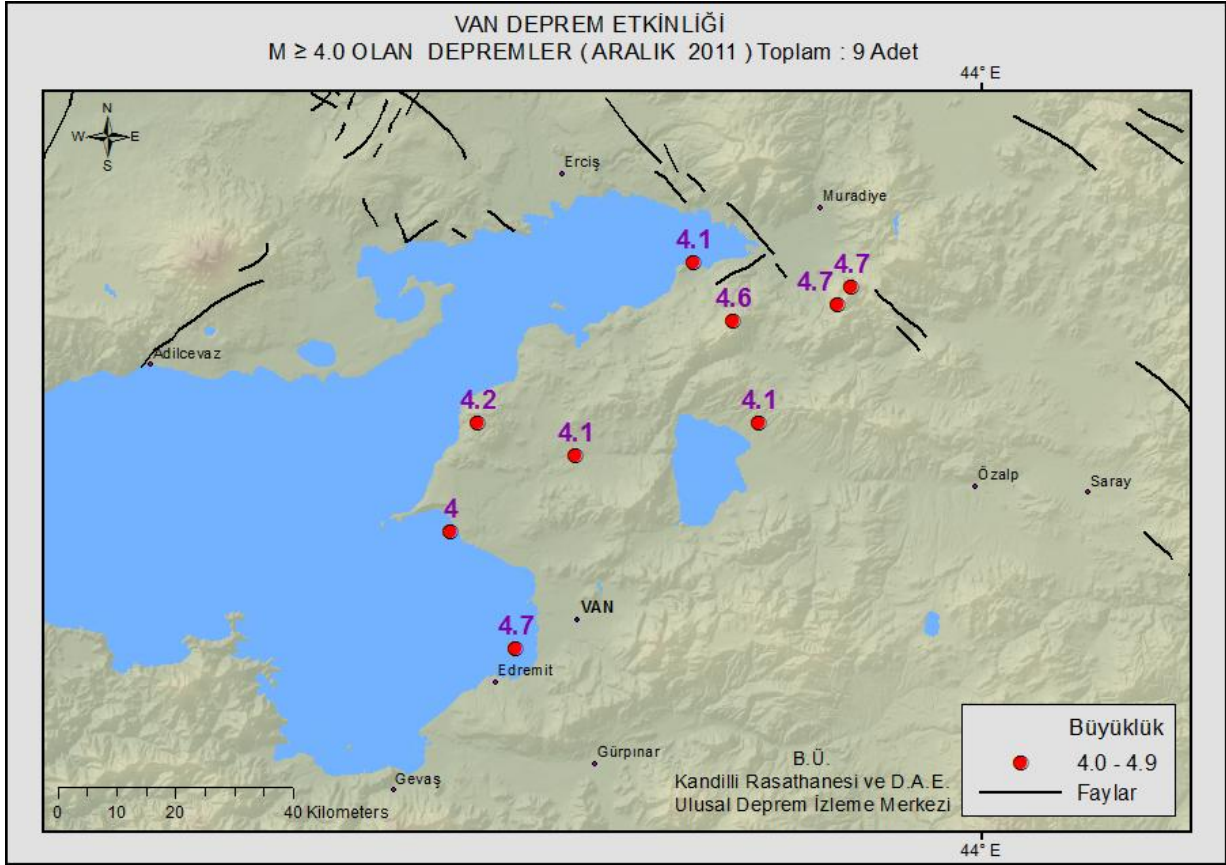 VAN DEPREM ETKİNLİĞİ
M ≥ 4.0 OLAN DEPREMLER ( ARALIK 2011 ) Toplam : 9 Adet
44° E
N
W E
S
Erciş
Muradiye
4.1
4.7
4.7
4.6
Adilcevaz
4.2
4.1
4.1
Özalp
Saray
4
VAN
4.7
Edremit
Gürpınar
Gevaş
0 10 20 40 Kilometers
B.Ü.
Kandilli Rasathanesi ve D.A.E.
Ulusal Deprem İzleme Merkezi
Büyüklük
4.0 - 4.9
Faylar
44° E